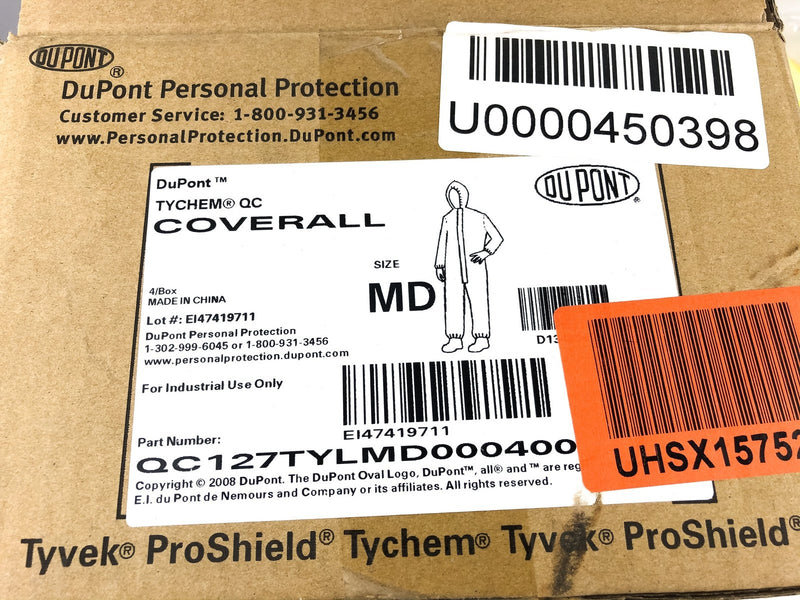 DUPONT®
DuPont Personal Protection
Customer Service: 1-800-931-3456
www.PersonalProtection.DuPont.com
U0000450398
DuPont™
TYCHEM® QC
COVERALL
DUPONT®
SIZE
MD
4/Box
MADE IN CHINA
Lot #: EI47419711
DuPont Personal Protection
1-302-999-6045 or 1-800-931-3456
www.personalprotection.dupont.com
For Industrial Use Only
EI47419711
Part Number:
QC127TYLMD000400
Copyright © 2008 DuPont. The DuPont Oval Logo, DuPont™, all® and ™ are
E.I. du Pont de Nemours and Company or its affiliates. All rights reserved.
UHSX15752
Tyvek® ProShield® Tychem® Tyvek® ProShield®